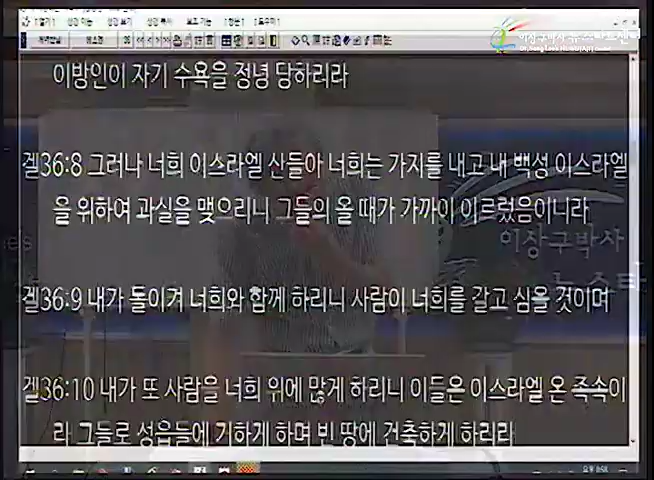 이방인이 자기 수욕을 정녕 당하리라
겔36:8 그러나 너희 이스라엘 산들아 너희는 가지를 내고 내 백성 이스라엘
을 위하여 과실을 맺으리니 그들의 올 때가 가까이 이르렀음이니라
이상구박사
뉴스타
겔36:9 내가 돌이켜 너희와 함께 하리니 사람이 너희를 갈고 심을 것이며
겔36:10 내가 또 사람을 너희 위에 많게 하리니 이들은 이스라엘 온 족속이
라 그들로 성읍들에 거하게 하며 빈 땅에 건축하게 하리라